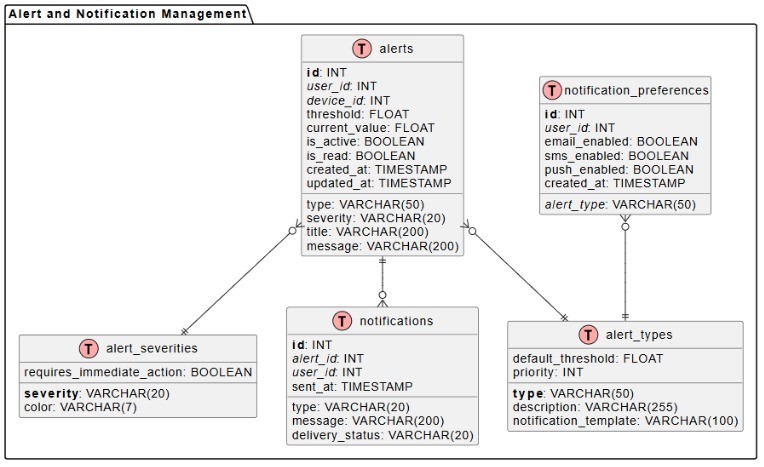 Alert and Notification Management
T alerts
id: INT
user_id: INT
device_id: INT
threshold: FLOAT
current_value: FLOAT
is_active: BOOLEAN
is_read: BOOLEAN
created_at: TIMESTAMP
updated_at: TIMESTAMP
type: VARCHAR(50)
severity: VARCHAR(20)
title: VARCHAR(200)
message: VARCHAR(200)
T notification_preferences
id: INT
user_id: INT
email_enabled: BOOLEAN
sms_enabled: BOOLEAN
push_enabled: BOOLEAN
created_at: TIMESTAMP
alert_type: VARCHAR(50)
T alert_severities
requires_immediate_action: BOOLEAN
severity: VARCHAR(20)
color: VARCHAR(7)
T notifications
id: INT
alert_id: INT
user_id: INT
sent_at: TIMESTAMP
type: VARCHAR(20)
message: VARCHAR(200)
delivery_status: VARCHAR(20)
T alert_types
default_threshold: FLOAT
priority: INT
type: VARCHAR(50)
description: VARCHAR(255)
notification_template: VARCHAR(100)